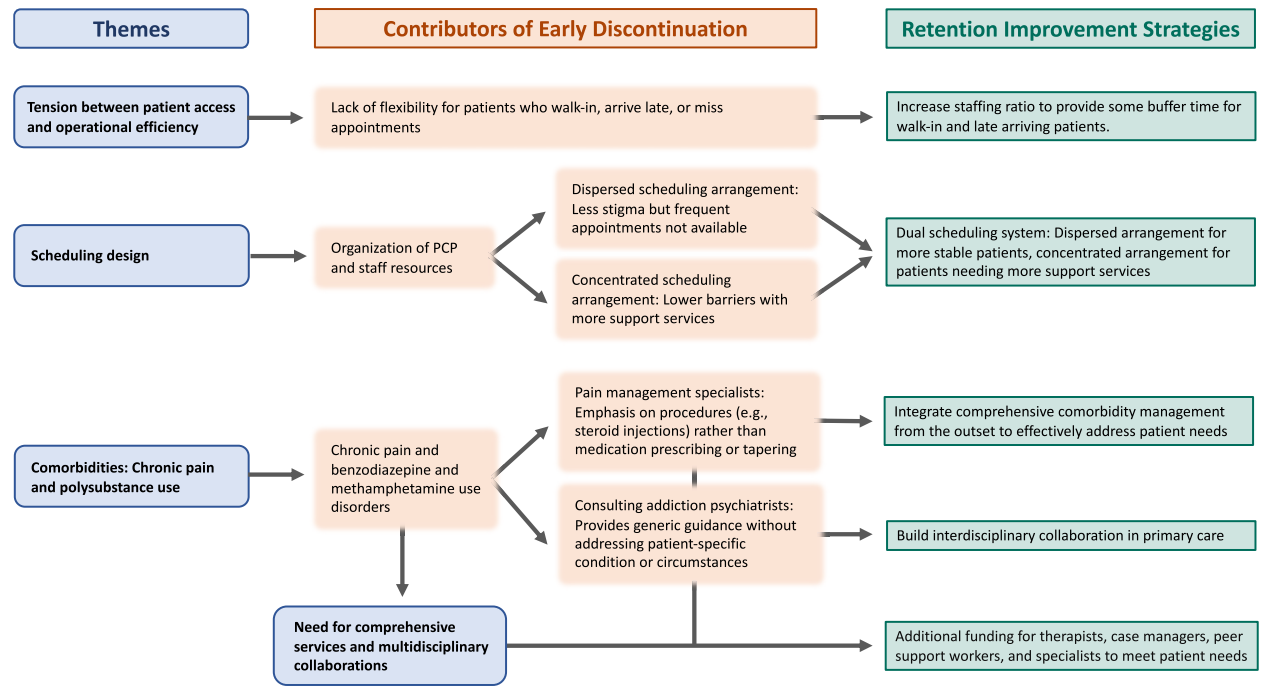 Themes
Contributors of Early Discontinuation
Retention Improvement Strategies
Tension between patient access
and operational efficiency
Lack of flexibility for patients who walk-in, arrive late, or miss
appointments
Increase staffing ratio to provide some buffer time for
walk-in and late arriving patients.
Scheduling design
Organization of PCP
and staff resources
Dispersed scheduling arrangement:
Less stigma but frequent
appointments not available
Concentrated scheduling
arrangement: Lower barriers with
more support services
Dual scheduling system: Dispersed arrangement for
more stable patients, concentrated arrangement for
patients needing more support services
Comorbidities: Chronic pain
and polysubstance use
Chronic pain and
benzodiazepine and
methamphetamine use
disorders
Pain management specialists:
Emphasis on procedures (e.g.,
steroid injections) rather than
medication prescribing or tapering
Integrate comprehensive comorbidity management
from the outset to effectively address patient needs
Consulting addiction psychiatrists:
Provides generic guidance without
addressing patient-specific
condition or circumstances
Build interdisciplinary collaboration in primary care
Need for comprehensive
services and multidisciplinary
collaborations
Additional funding for therapists, case managers, peer
support workers, and specialists to meet patient needs